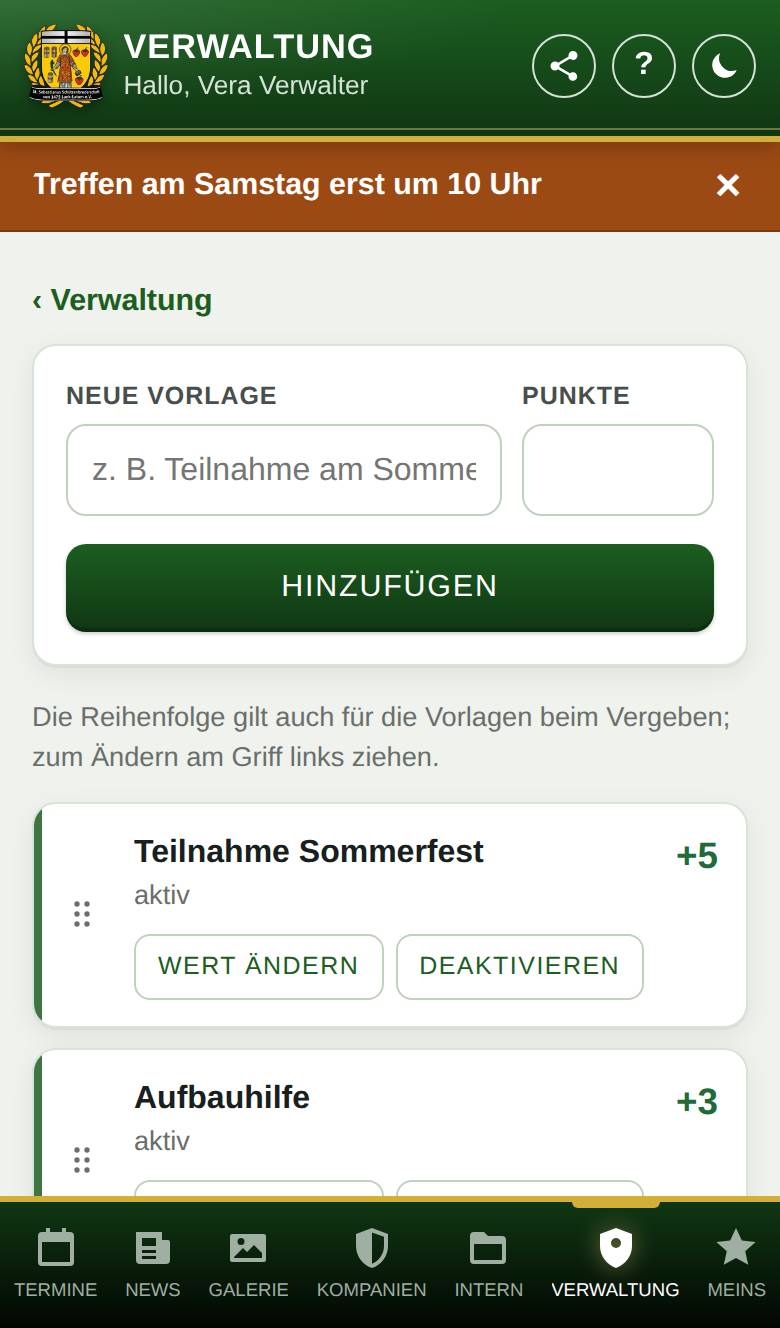 VERWALTUNG
Hallo, Vera Verwalter
?
Treffen am Samstag erst um 10 Uhr
×
‹ Verwaltung
NEUE VORLAGE
PUNKTE
z. B. Teilnahme am Somme
HINZUFÜGEN
Die Reihenfolge gilt auch für die Vorlagen beim Vergeben;
zum Ändern am Griff links ziehen.
Teilnahme Sommerfest
+5
aktiv
WERT ÄNDERN
DEAKTIVIEREN
Aufbauhilfe
+3
aktiv
TERMINE
NEWS
GALERIE
KOMPANIEN
INTERN
VERWALTUNG
MEINS